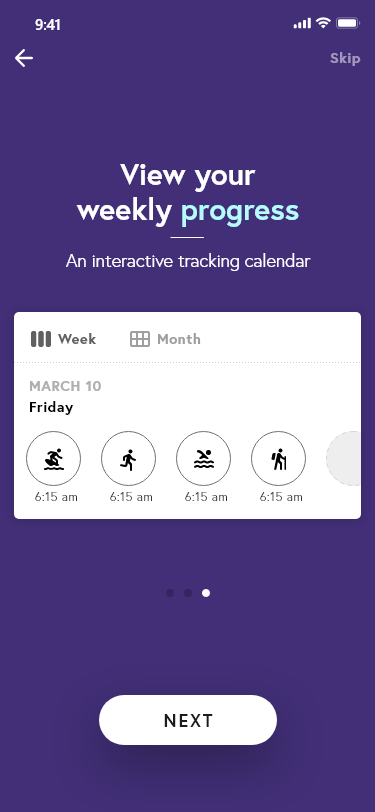 9:41
Skip
View your
weekly progress
An interactive tracking calendar
Week Month
MARCH 10
Friday
6:15 am 6:15 am 6:15 am 6:15 am
NEXT